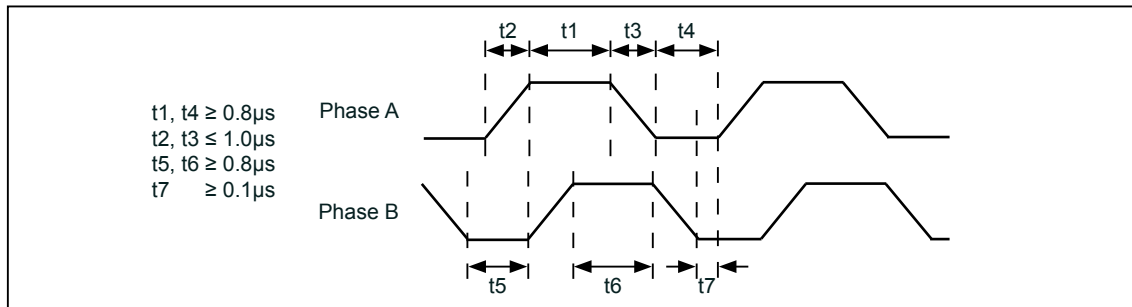 t2 t1 t3 t4
t1, t4 ≥ 0.8µs
t2, t3 ≤ 1.0µs
t5, t6 ≥ 0.8µs
t7 ≥ 0.1µs
Phase A
Phase B
t5 t6 t7